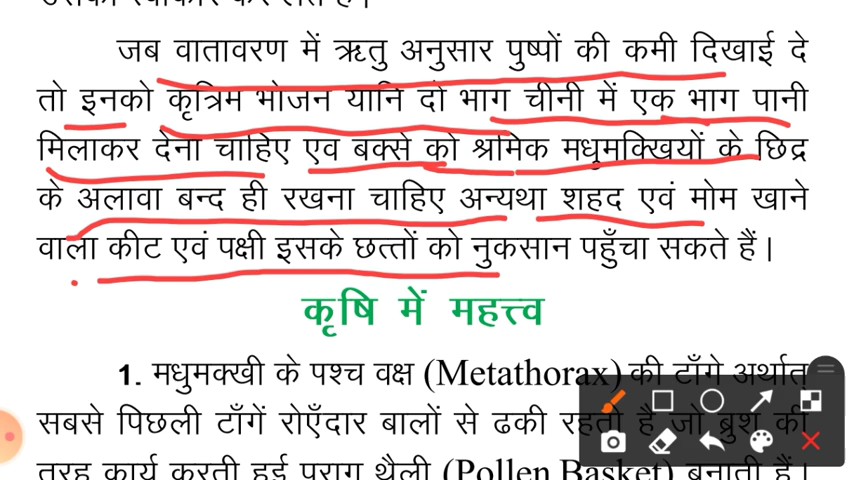 जब वातावरण में ऋतु अनुसार पुष्पों की कमी दिखाई दे
तो इनको कृत्रिम भोजन यानि दो भाग चीनी में एक भाग पानी
मिलाकर देना चाहिए एवं बक्से को श्रमिक मधुमक्खियों के छिद्र
के अलावा बन्द ही रखना चाहिए अन्यथा शहद एवं मोम खाने
वाला कीट एवं पक्षी इसके छत्तों को नुकसान पहुँचा सकते हैं।
कृषि में महत्त्व
1. मधुमक्खी के पश्च वक्ष (Metathorax) की टाँगे अर्थात्
सबसे पिछली टाँगें रोएँदार बालों से ढकी रहती है जो ब्रुश की
तरह कार्य करती हुई पराग थैली (Pollen Basket) बनाती हैं।